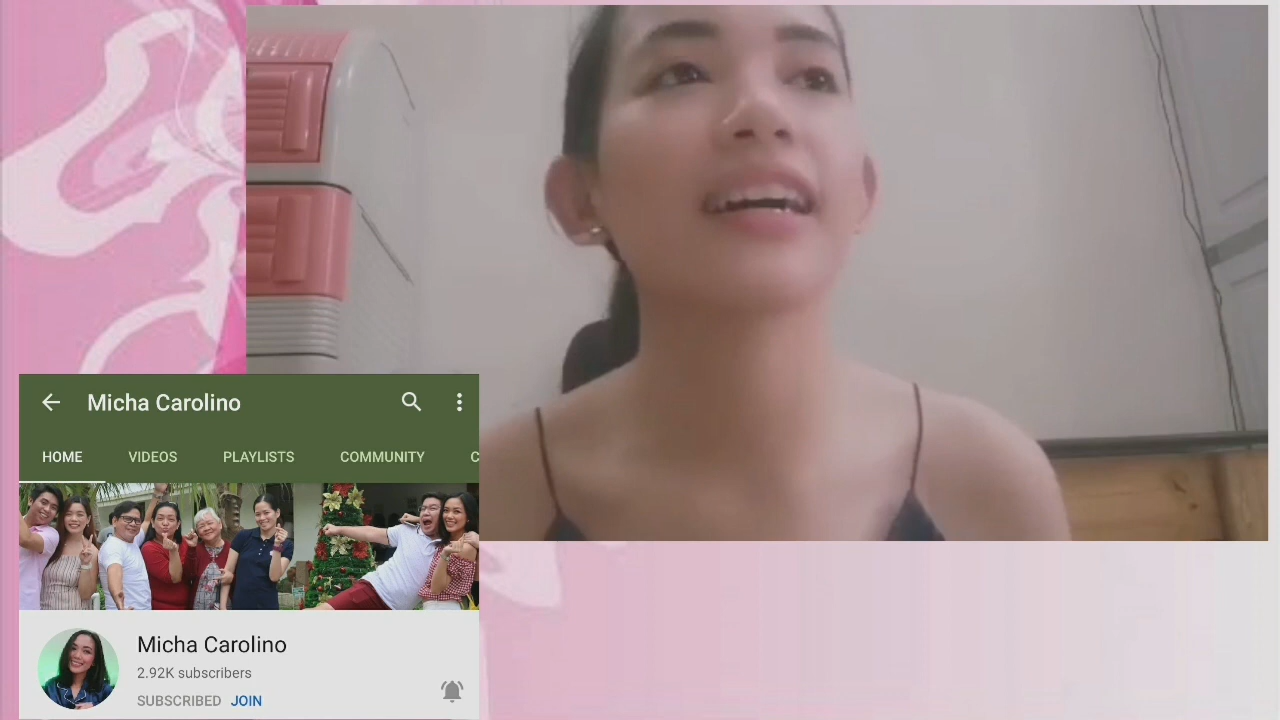 Micha Carolino
HOME VIDEOS PLAYLISTS COMMUNITY C
Micha Carolino
2.92K subscribers
SUBSCRIBED JOIN